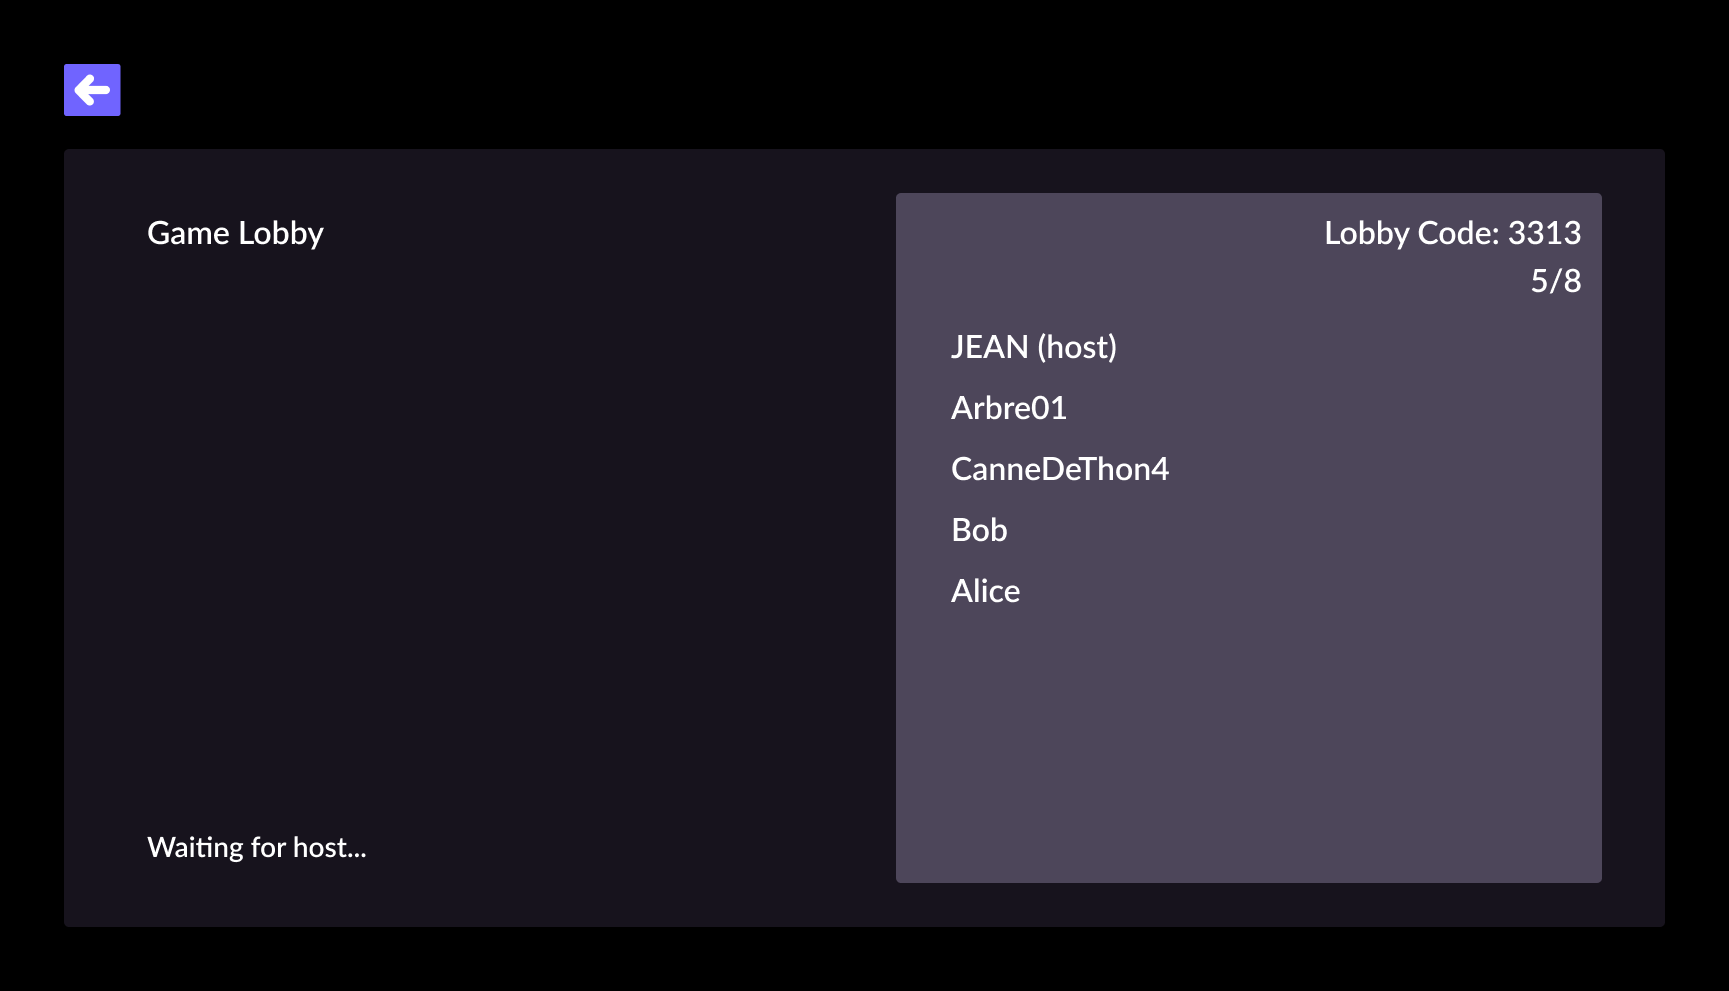 Game Lobby
Lobby Code: 3313
5/8
JEAN (host)
Arbre01
CanneDeThon4
Bob
Alice
Waiting for host...